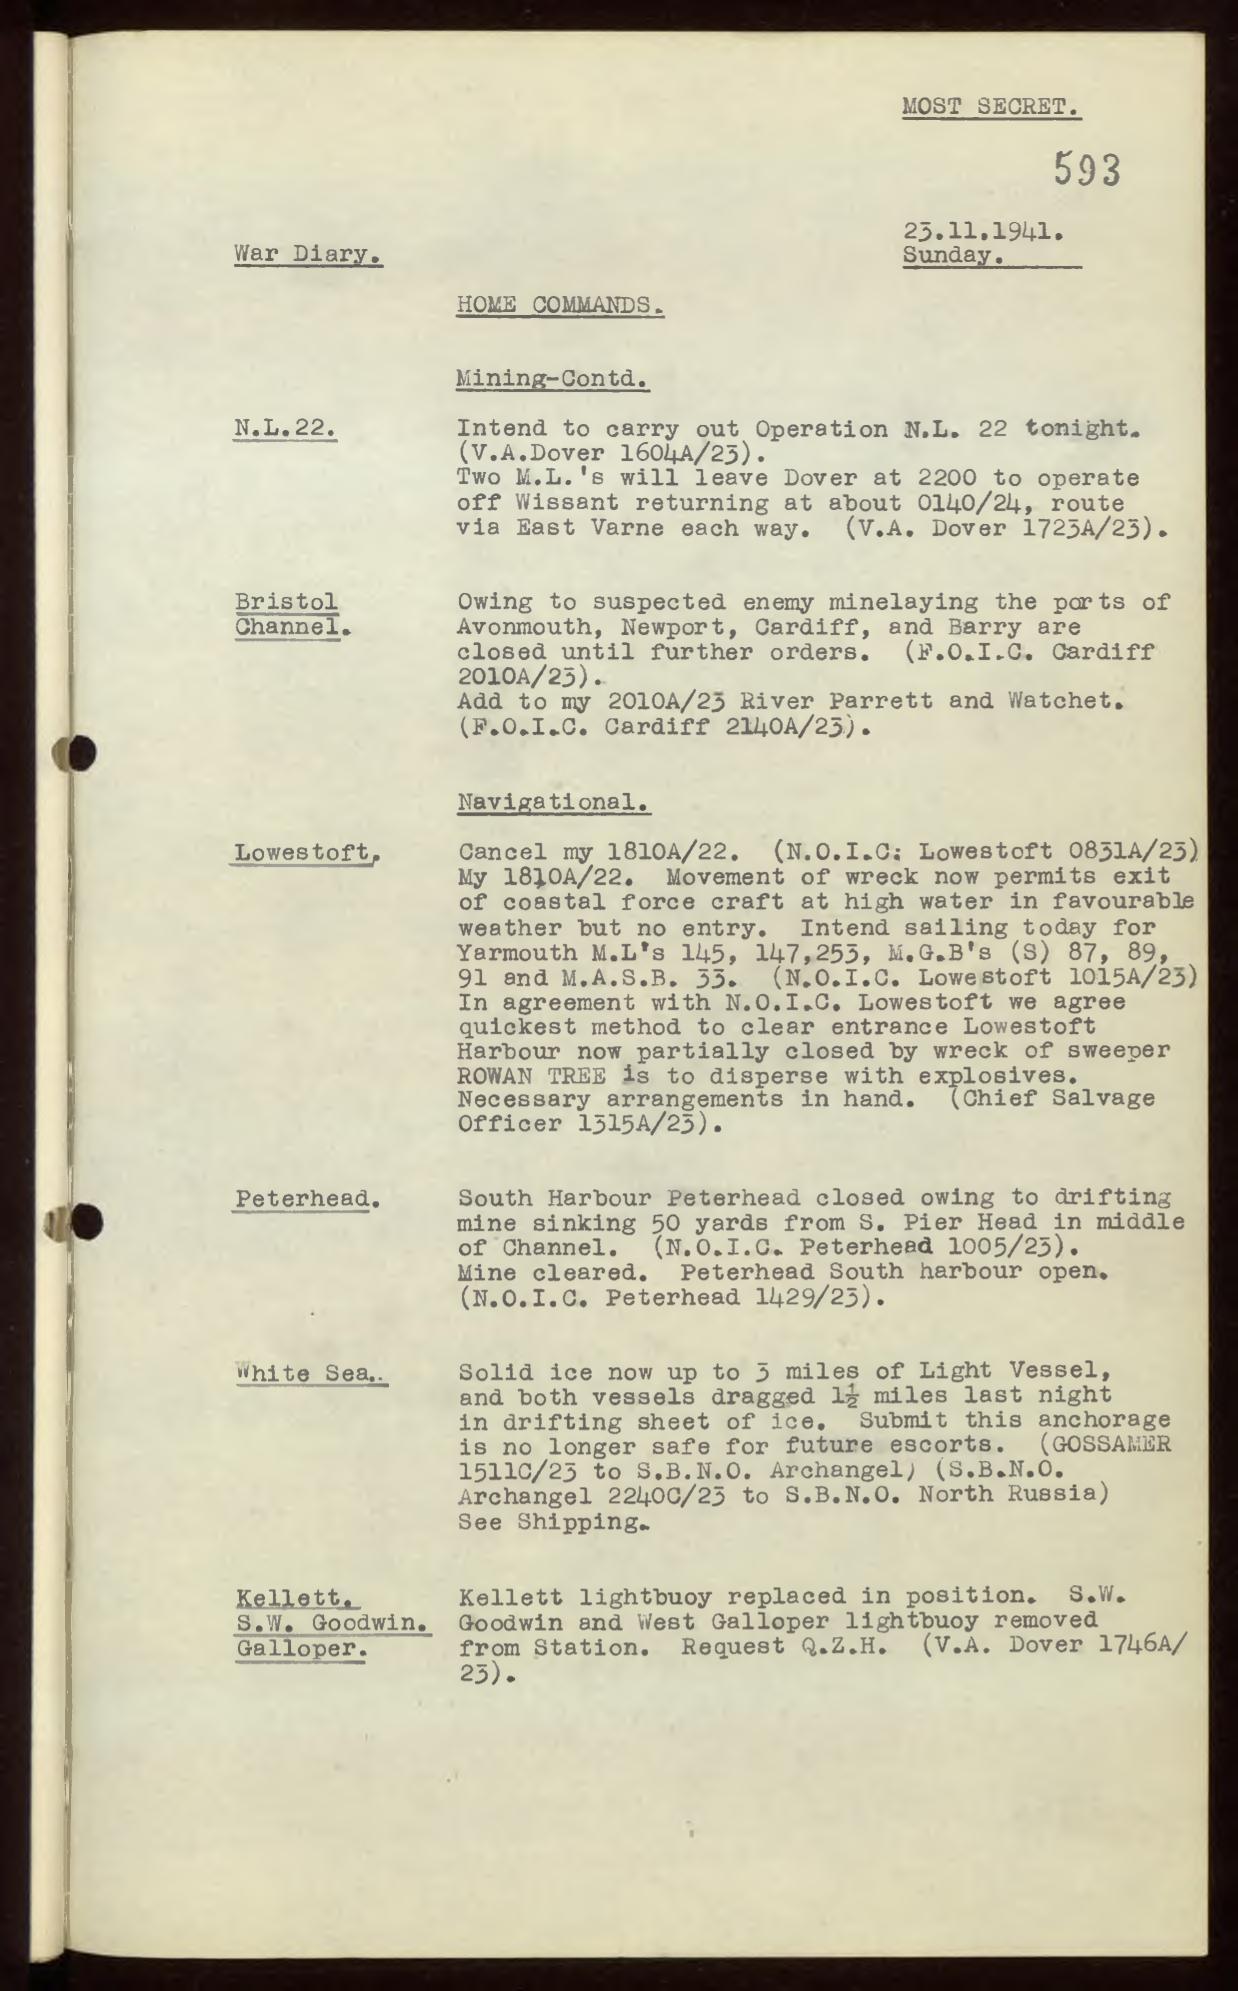 MOST SECRET.
593
23.11.1941.
War Diary.
Sunday.
HOME COMMANDS.
Mining-Contd.
N.L.22.
Intend to carry out Operation N.L. 22 tonight.
(V.A.Dover 1604A/23).
Two M.L.'s will leave Dover at 2200 to operate
off Wissant returning at about 0140/24, route
via East Varne each way. (V.A. Dover 1723A/23).
Bristol
Channel.
Owing to suspected enemy minelaying the ports of
Avonmouth, Newport, Cardiff, and Barry are
closed until further orders. (F.O.I.C. Cardiff
2010A/23).
Add to my 2010A/23 River Parrett and Watchet.
(F.O.I.C. Cardiff 2140A/23).
Navigational.
Lowestoft.
Cancel my 1810A/22. (N.O.I.C: Lowestoft 0831A/23)
My 1810A/22. Movement of wreck now permits exit
of coastal force craft at high water in favourable
weather but no entry. Intend sailing today for
Yarmouth M.L's 145, 147,253, M.G.B's (S) 87, 89,
91 and M.A.S.B. 33. (N.O.I.C. Lowestoft 1015A/23)
In agreement with N.O.I.C. Lowestoft we agree
quickest method to clear entrance Lowestoft
Harbour now partially closed by wreck of sweeper
ROWAN TREE is to disperse with explosives.
Necessary arrangements in hand. (Chief Salvage
Officer 1315A/23).
Peterhead.
South Harbour Peterhead closed owing to drifting
mine sinking 50 yards from S. Pier Head in middle
of Channel. (N.O.I.C. Peterhead 1005/23).
Mine cleared. Peterhead South harbour open.
(N.O.I.C. Peterhead 1429/23).
White Sea.
Solid ice now up to 3 miles of Light Vessel,
and both vessels dragged 1½ miles last night
in drifting sheet of ice. Submit this anchorage
is no longer safe for future escorts. (GOSSAMER
1511C/23 to S.B.N.O. Archangel) (S.B.N.O.
Archangel 2240C/23 to S.B.N.O. North Russia)
See Shipping.
Kellett.
S.W. Goodwin.
Galloper.
Kellett lightbuoy replaced in position. S.W.
Goodwin and West Galloper lightbuoy removed
from Station. Request Q.Z.H. (V.A. Dover 1746A/
23).